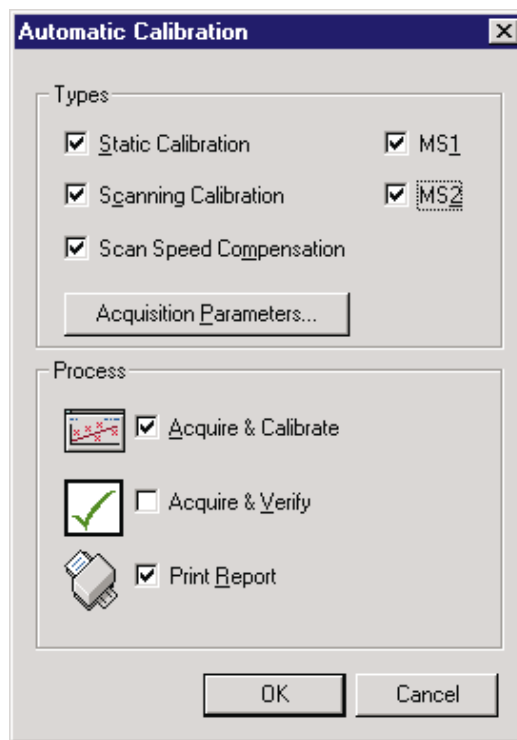 Automatic Calibration
Types
Static Calibration
MS1
Scanning Calibration
MS2
Scan Speed Compensation
Acquisition Parameters...
Process
Acquire & Calibrate
Acquire & Verify
Print Report
OK
Cancel